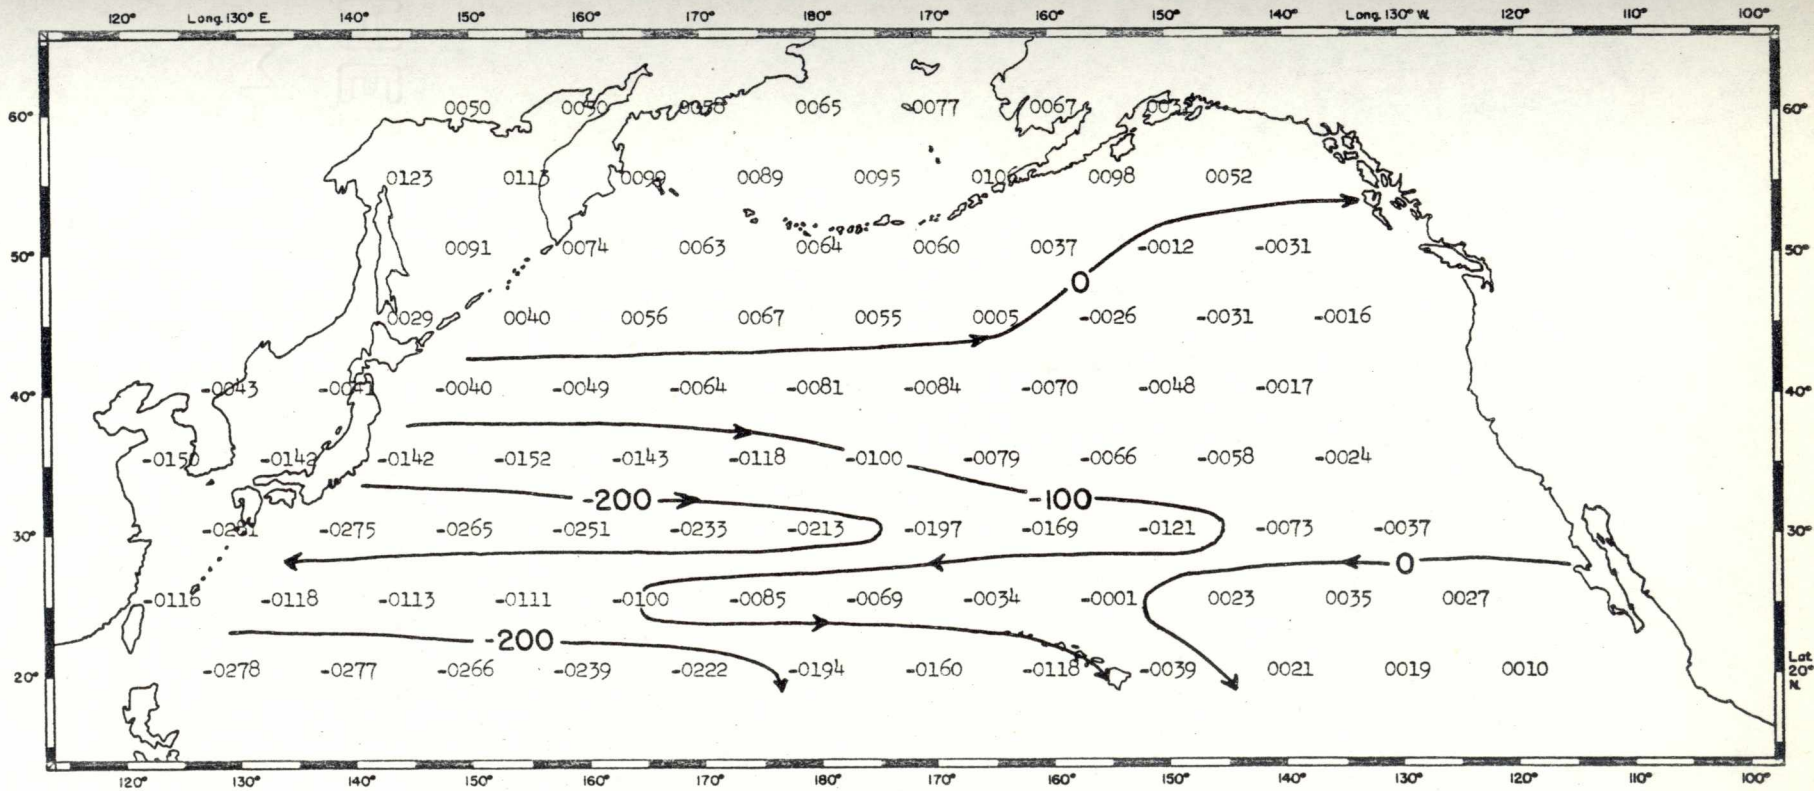 120° Long. 130° E. 140° 150° 160° 170° 180° 170° 160° 150° 140° Long. 130° W. 120° 110° 100°
60° 0050 0050 0058 0065 0077 0067 60°
0123 0113 0099 0089 0095 0106 0098 0052
50° 0091 0074 0063 0064 0060 0037 -0012 -0031 50°
0
0029 0040 0056 0067 0055 0005 -0026 -0031 -0016
40° -0043 -0041 -0040 -0049 -0064 -0081 -0084 -0070 -0048 -0017 40°
-0150 -0142 -0142 -0152 -0143 -0118 -0100 -0079 -0066 -0058 -0024
-200 -100
30° -0275 -0265 -0251 -0233 -0213 -0197 -0169 -0121 -0073 -0037 30°
0
-0118 -0113 -0111 -0100 -0085 -0069 -0034 -0001 0023 0035 0027
-200
20° -0278 -0277 -0266 -0239 -0222 -0194 -0160 -0118 -0039 0021 0019 0010 Lat. 20° N.
120° 130° 140° 150° 160° 170° 180° 170° 160° 150° 140° 130° 120° 110° 100°